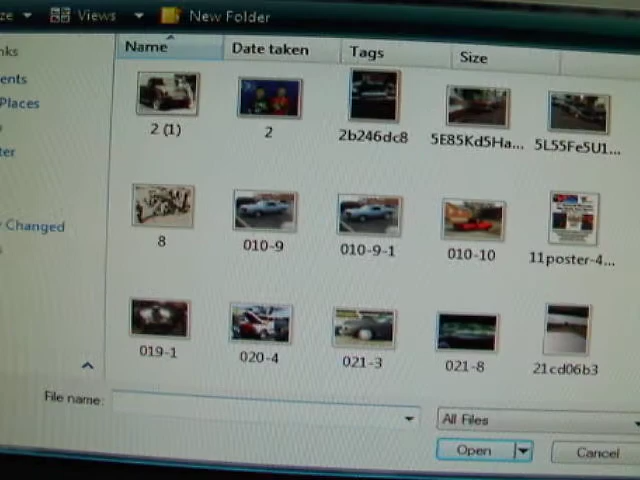 ze Views New Folder
nks
ents
Places
ter
Changed
Name Date taken Tags Size
2 (1) 2 2b246dc8 5E85Kd5Ha... 5L55Fe5U1...
8 010-9 010-9-1 010-10 11poster-4...
019-1 020-4 021-3 021-8 21cd06b3
File name: All Files
Open Cancel